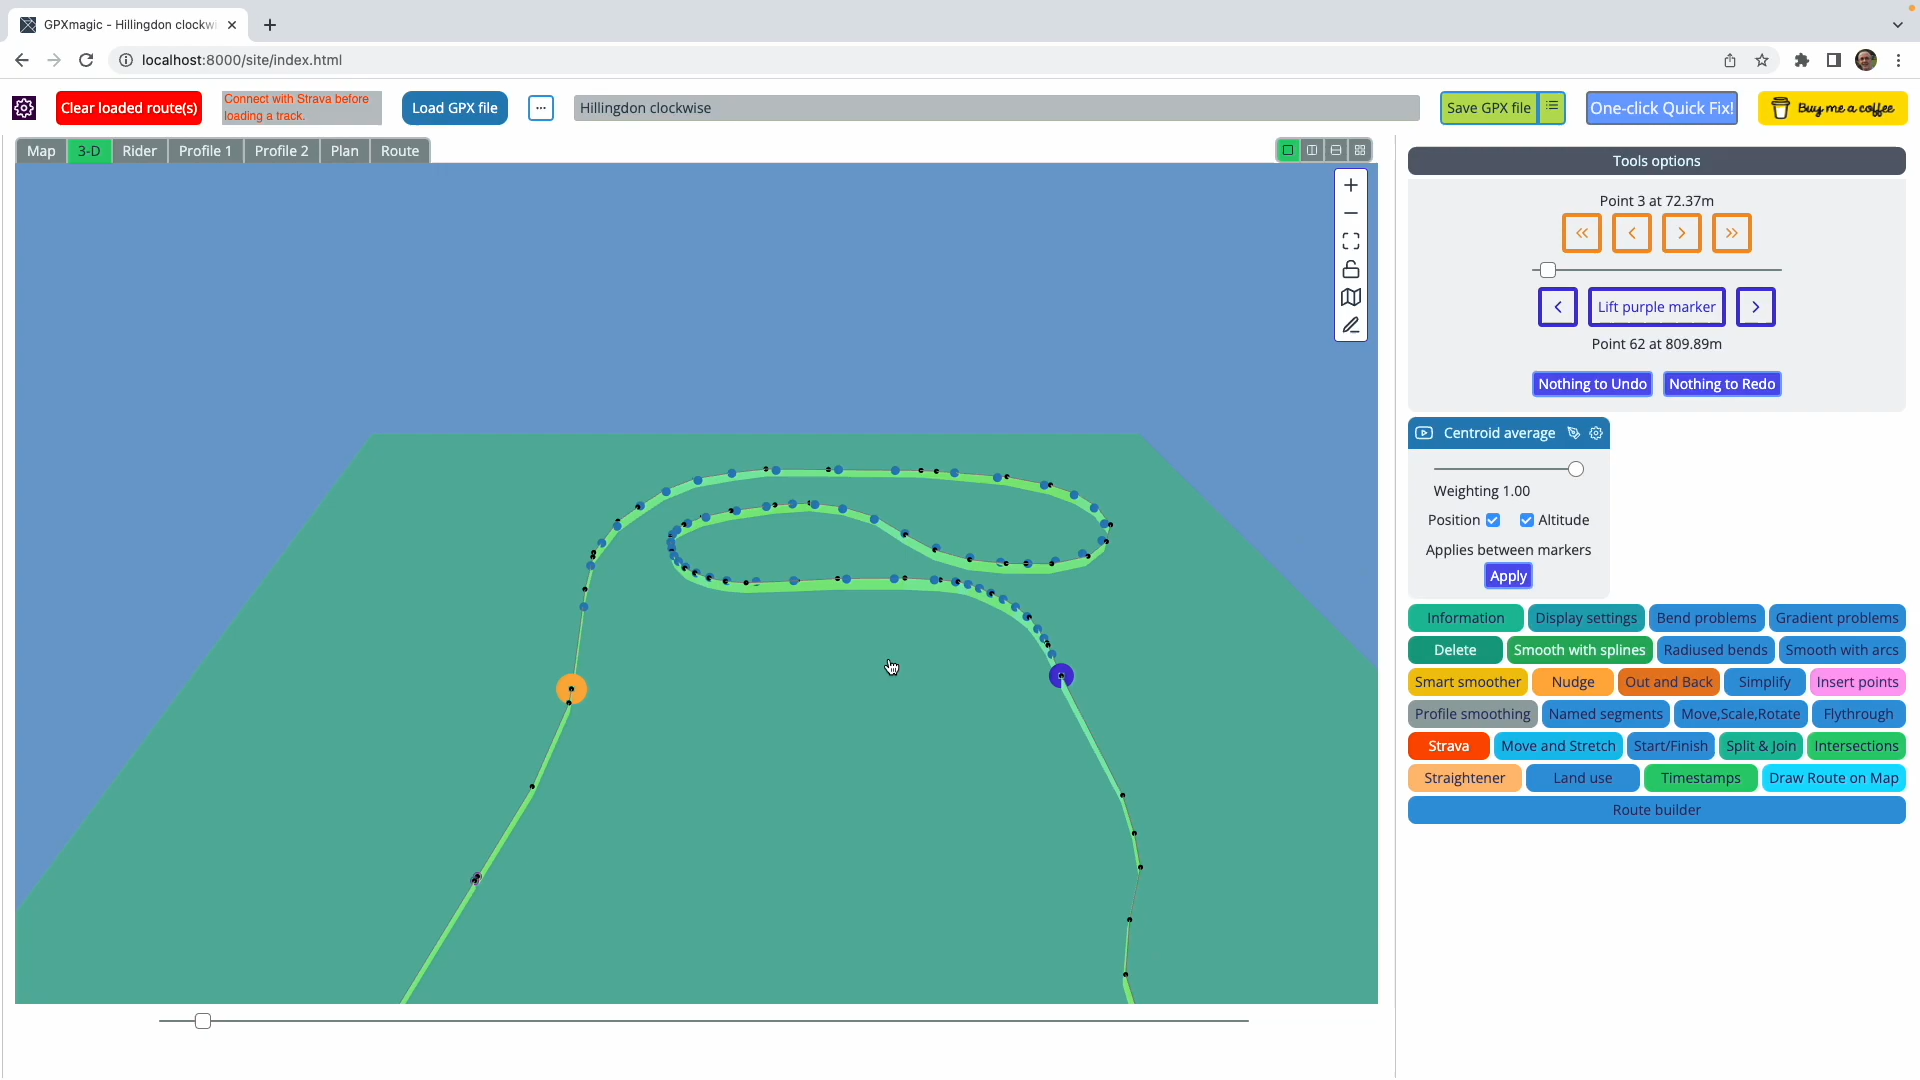 GPXmagic - Hillingdon clockw
localhost:8000/site/index.html
Clear loaded route(s)
Connect with Strava before
loading a track.
Load GPX file
...
Hillingdon clockwise
Save GPX file
One-click Quick Fix!
Buy me a coffee
Map 3-D Rider Profile 1 Profile 2 Plan Route
Tools options
Point 3 at 72.37m
Lift purple marker
Point 62 at 809.89m
Nothing to Undo Nothing to Redo
Centroid average
Weighting 1.00
Position Altitude
Applies between markers
Apply
Information Display settings Bend problems Gradient problems
Delete Smooth with splines Radiused bends Smooth with arcs
Smart smoother Nudge Out and Back Simplify Insert points
Profile smoothing Named segments Move,Scale,Rotate Flythrough
Strava Move and Stretch Start/Finish Split & Join Intersections
Straightener Land use Timestamps Draw Route on Map
Route builder